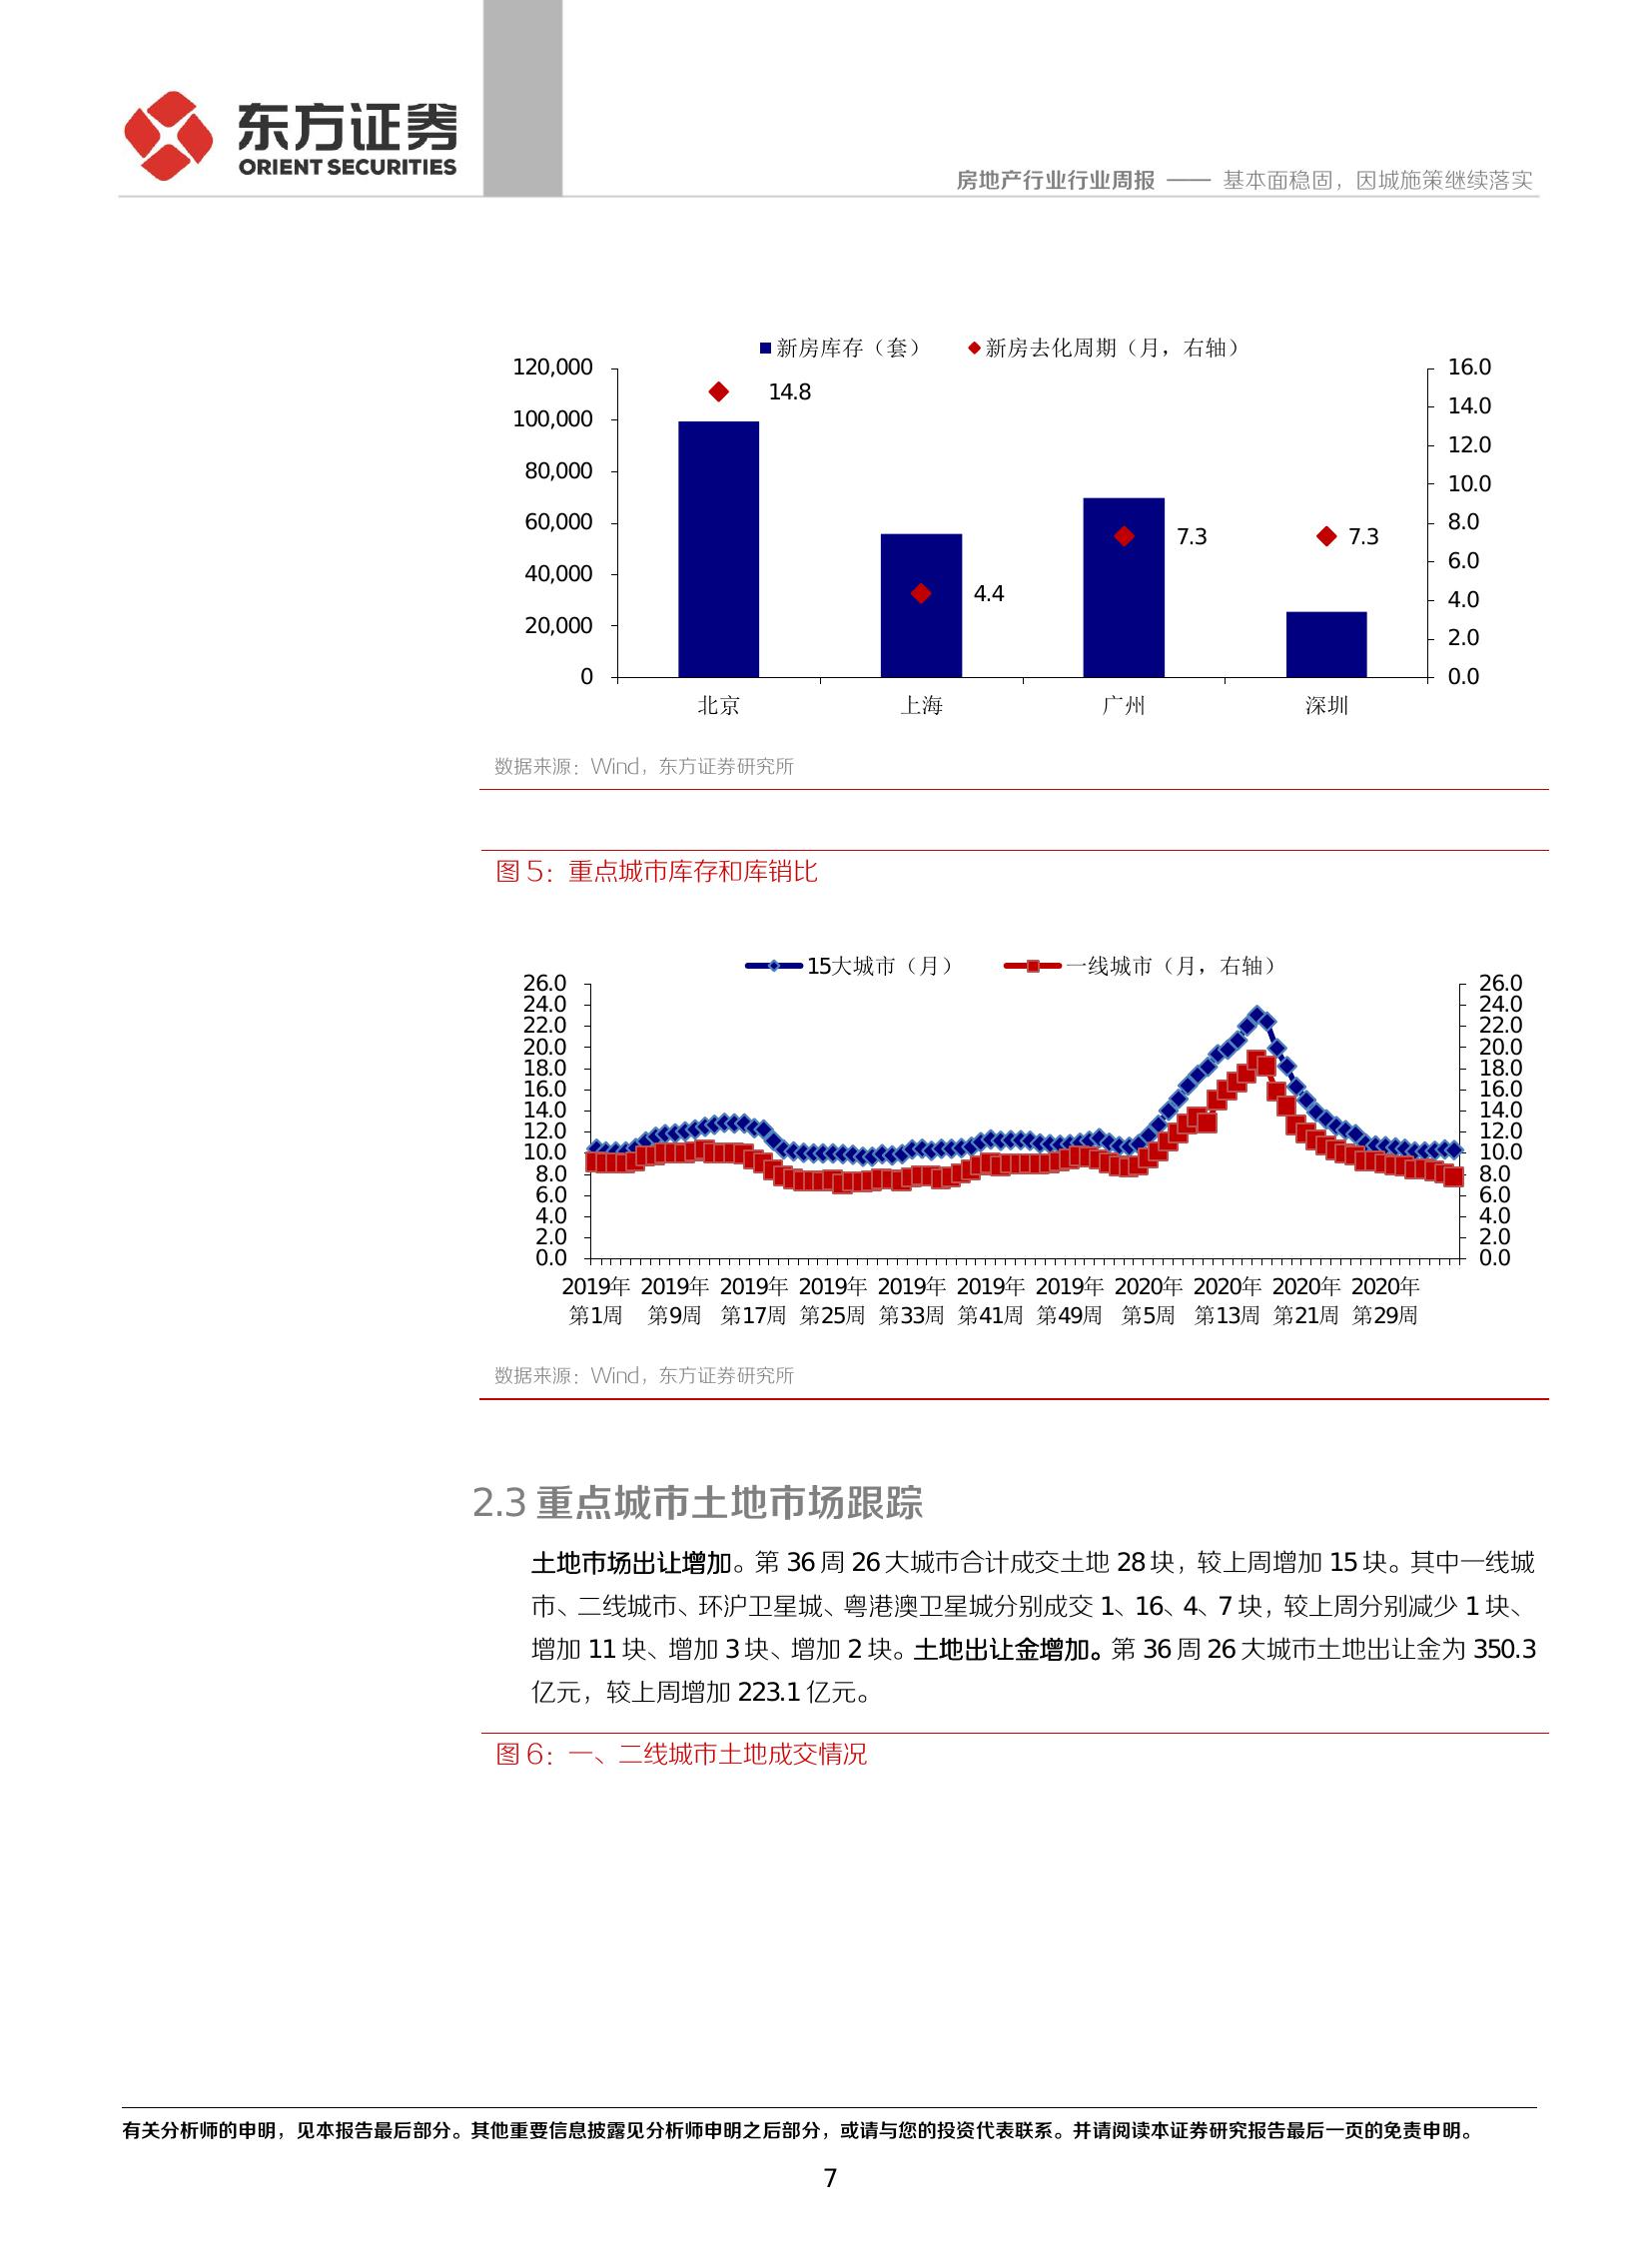 东方证券
ORIENT SECURITIES
房地产行业行业周报 —— 基本面稳固，因城施策继续落实
新房库存（套） 新房去化周期（月，右轴）
120,000
100,000
80,000
60,000
40,000
20,000
0
14.8
4.4
7.3
7.3
16.0
14.0
12.0
10.0
8.0
6.0
4.0
2.0
0.0
北京 上海 广州 深圳
数据来源：Wind，东方证券研究所
图 5：重点城市库存和库销比
15大城市（月） 一线城市（月，右轴）
26.0
24.0
22.0
20.0
18.0
16.0
14.0
12.0
10.0
8.0
6.0
4.0
2.0
0.0
26.0
24.0
22.0
20.0
18.0
16.0
14.0
12.0
10.0
8.0
6.0
4.0
2.0
0.0
2019年 2019年 2019年 2019年 2019年 2019年 2019年 2020年 2020年 2020年 2020年
第1周 第9周 第17周 第25周 第33周 第41周 第49周 第5周 第13周 第21周 第29周
数据来源：Wind，东方证券研究所
2.3 重点城市土地市场跟踪
土地市场出让增加。第 36 周 26 大城市合计成交土地 28 块，较上周增加 15 块。其中一线城
市、二线城市、环沪卫星城、粤港澳卫星城分别成交 1、16、4、7 块，较上周分别减少 1 块、
增加 11 块、增加 3 块、增加 2 块。土地出让金增加。第 36 周 26 大城市土地出让金为 350.3
亿元，较上周增加 223.1 亿元。
图 6：一、二线城市土地成交情况
有关分析师的申明，见本报告最后部分。其他重要信息披露见分析师申明之后部分，或请与您的投资代表联系。并请阅读本证券研究报告最后一页的免责申明。
7